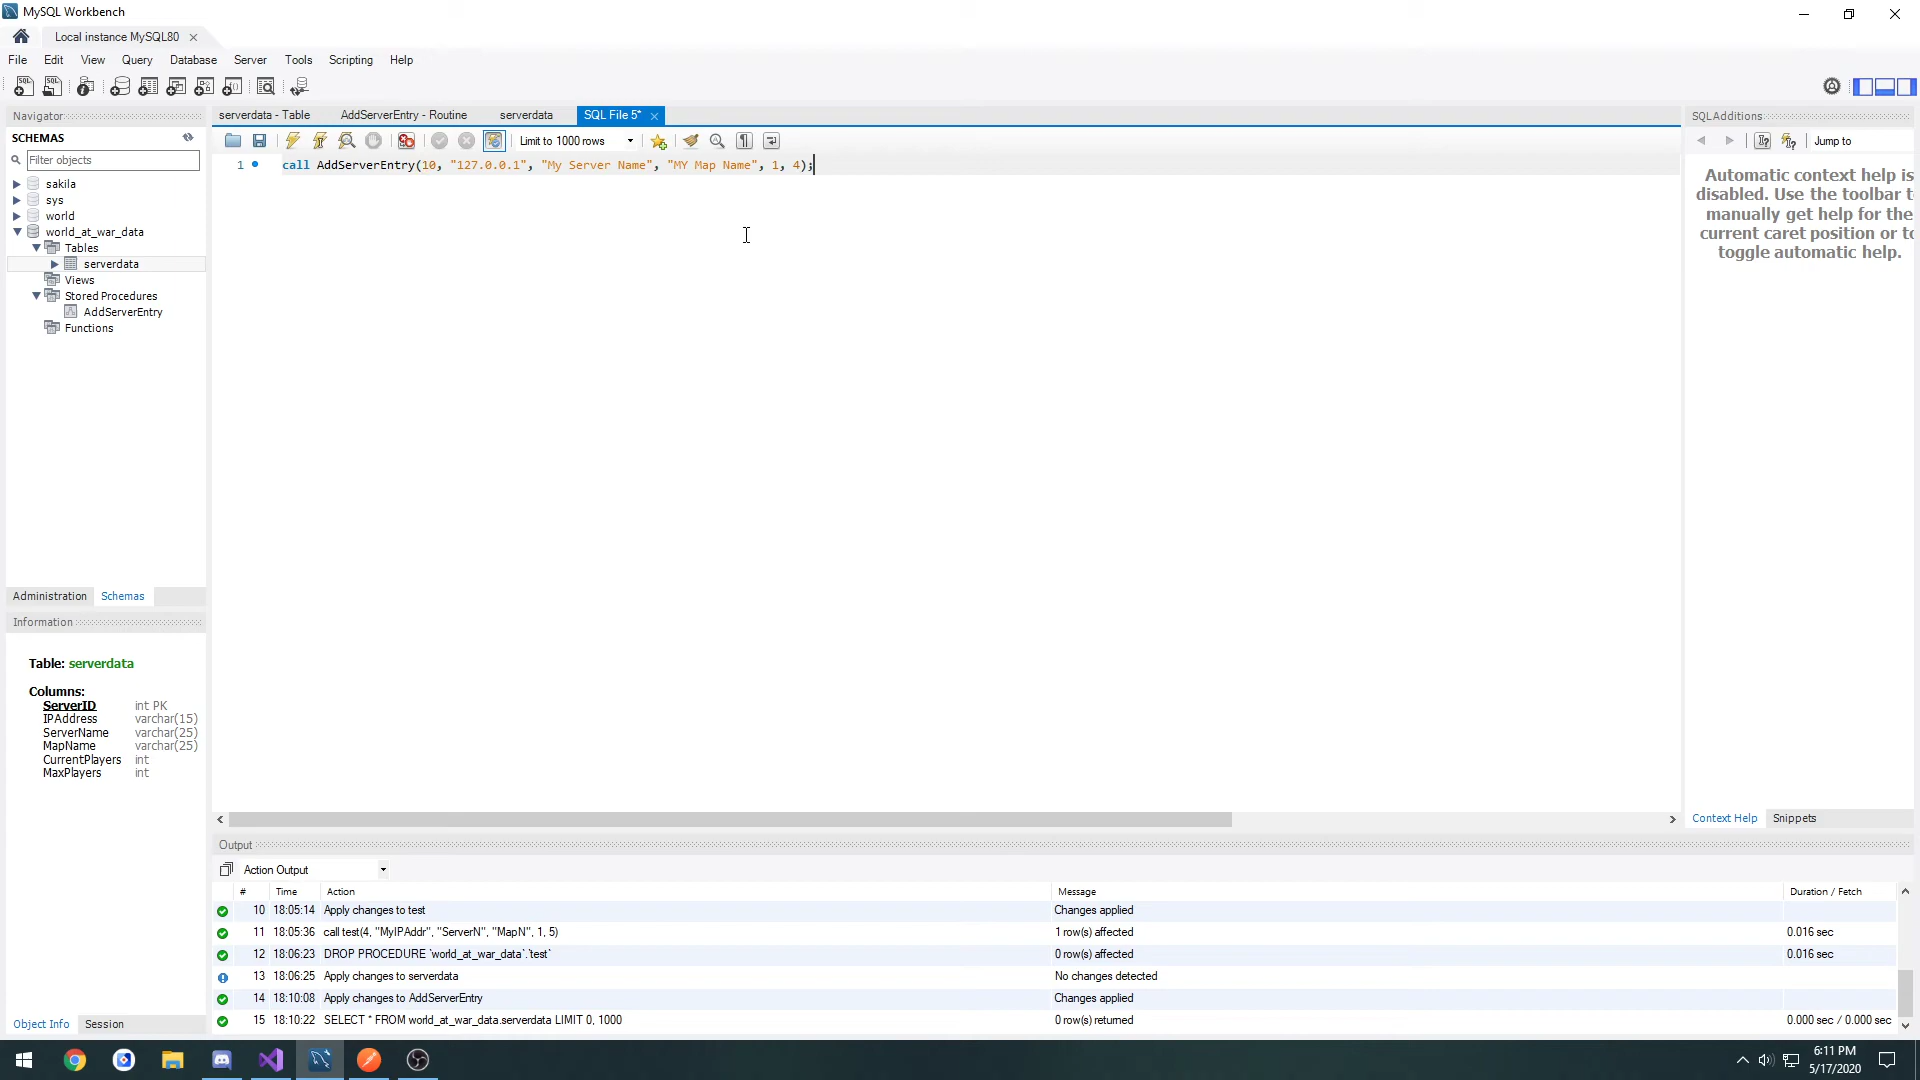 MySQL Workbench
Local instance MySQL80
File Edit View Query Database Server Tools Scripting Help
Navigator
SCHEMAS
Filter objects
sakila
sys
world
world_at_war_data
Tables
serverdata
Views
Stored Procedures
AddServerEntry
Functions
Administration Schemas
Information
Table: serverdata
Columns:
ServerID int PK
IPAddress varchar(15)
ServerName varchar(25)
MapName varchar(25)
CurrentPlayers int
MaxPlayers int
Object Info Session
serverdata - Table AddServerEntry - Routine serverdata SQL File 5*
Limit to 1000 rows
1 call AddServerEntry(10, "127.0.0.1", "My Server Name", "MY Map Name", 1, 4);
SQLAdditions
Jump to
Automatic context help is
disabled. Use the toolbar t
manually get help for the
current caret position or to
toggle automatic help.
Context Help Snippets
Output
Action Output
# Time Action Message Duration / Fetch
10 18:05:14 Apply changes to test Changes applied
11 18:05:36 call test(4, "MyIPAddr", "ServerN", "MapN", 1, 5) 1 row(s) affected 0.016 sec
12 18:06:23 DROP PROCEDURE `world_at_war_data`.`test` 0 row(s) affected 0.016 sec
13 18:06:25 Apply changes to serverdata No changes detected
14 18:10:08 Apply changes to AddServerEntry Changes applied
15 18:10:22 SELECT * FROM world_at_war_data.serverdata LIMIT 0, 1000 0 row(s) returned 0.000 sec / 0.000 sec
6:11 PM
5/17/2020